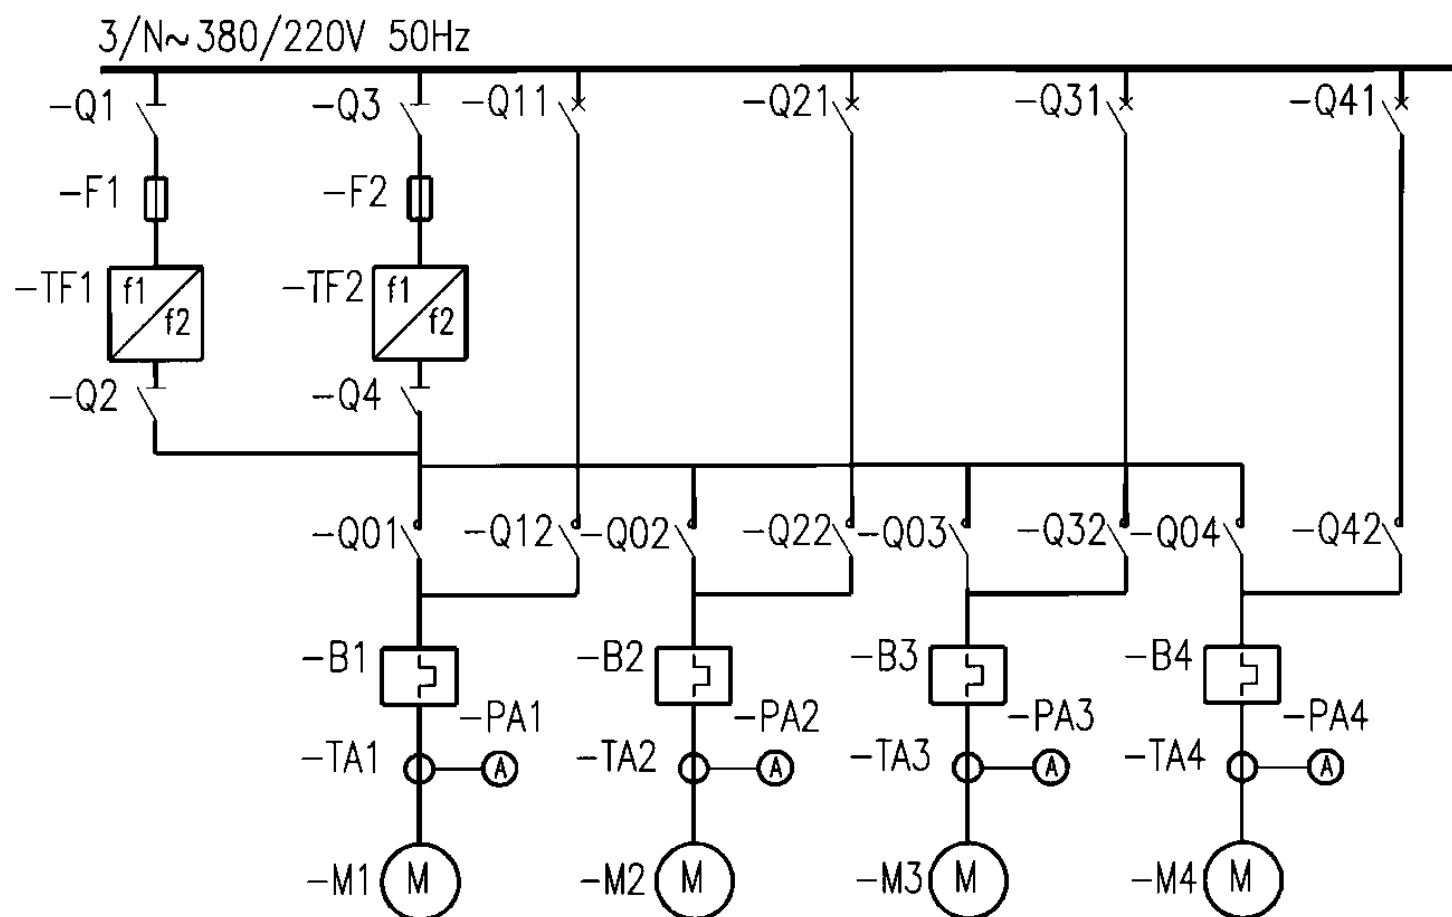 3/N~380/220V 50Hz
-Q1 -Q3 -Q11 -Q21 -Q31 -Q41
-F1 -F2
-TF1 f1 f2 -TF2 f1 f2
-Q2 -Q4
-Q01 -Q12 -Q02 -Q22 -Q03 -Q32 -Q04 -Q42
-B1 -B2 -B3 -B4
-PA1 -PA2 -PA3 -PA4
-TA1 A -TA2 A -TA3 A -TA4 A
-M1 M -M2 M -M3 M -M4 M